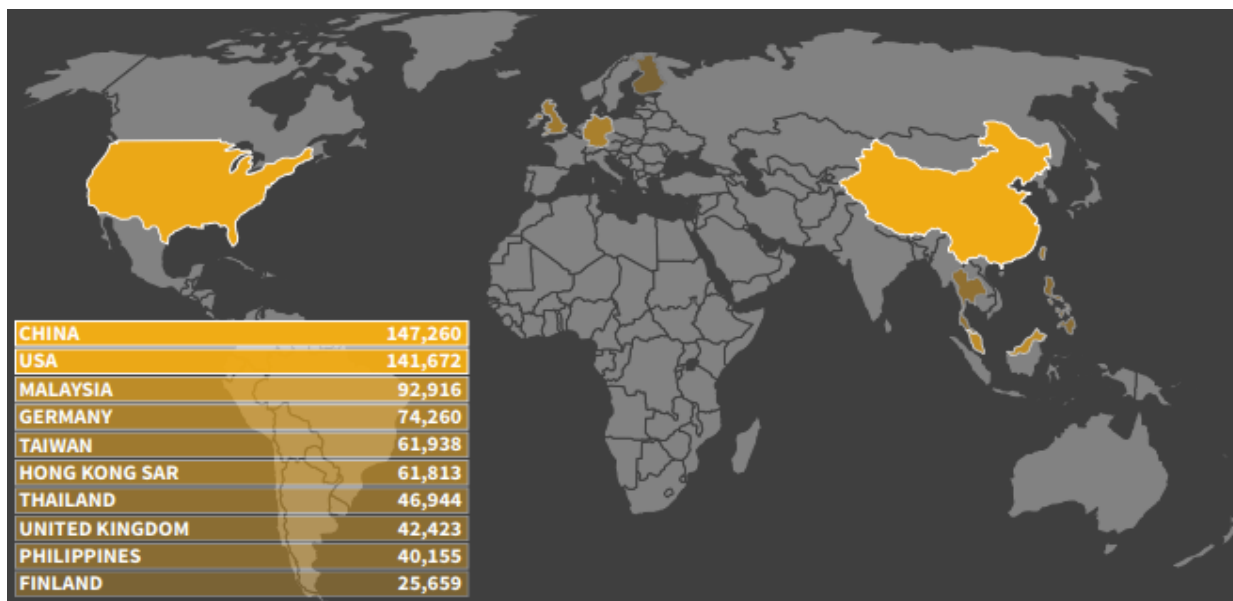 CHINA 147,260
USA 141,672
MALAYSIA 92,916
GERMANY 74,260
TAIWAN 61,938
HONG KONG SAR 61,813
THAILAND 46,944
UNITED KINGDOM 42,423
PHILIPPINES 40,155
FINLAND 25,659